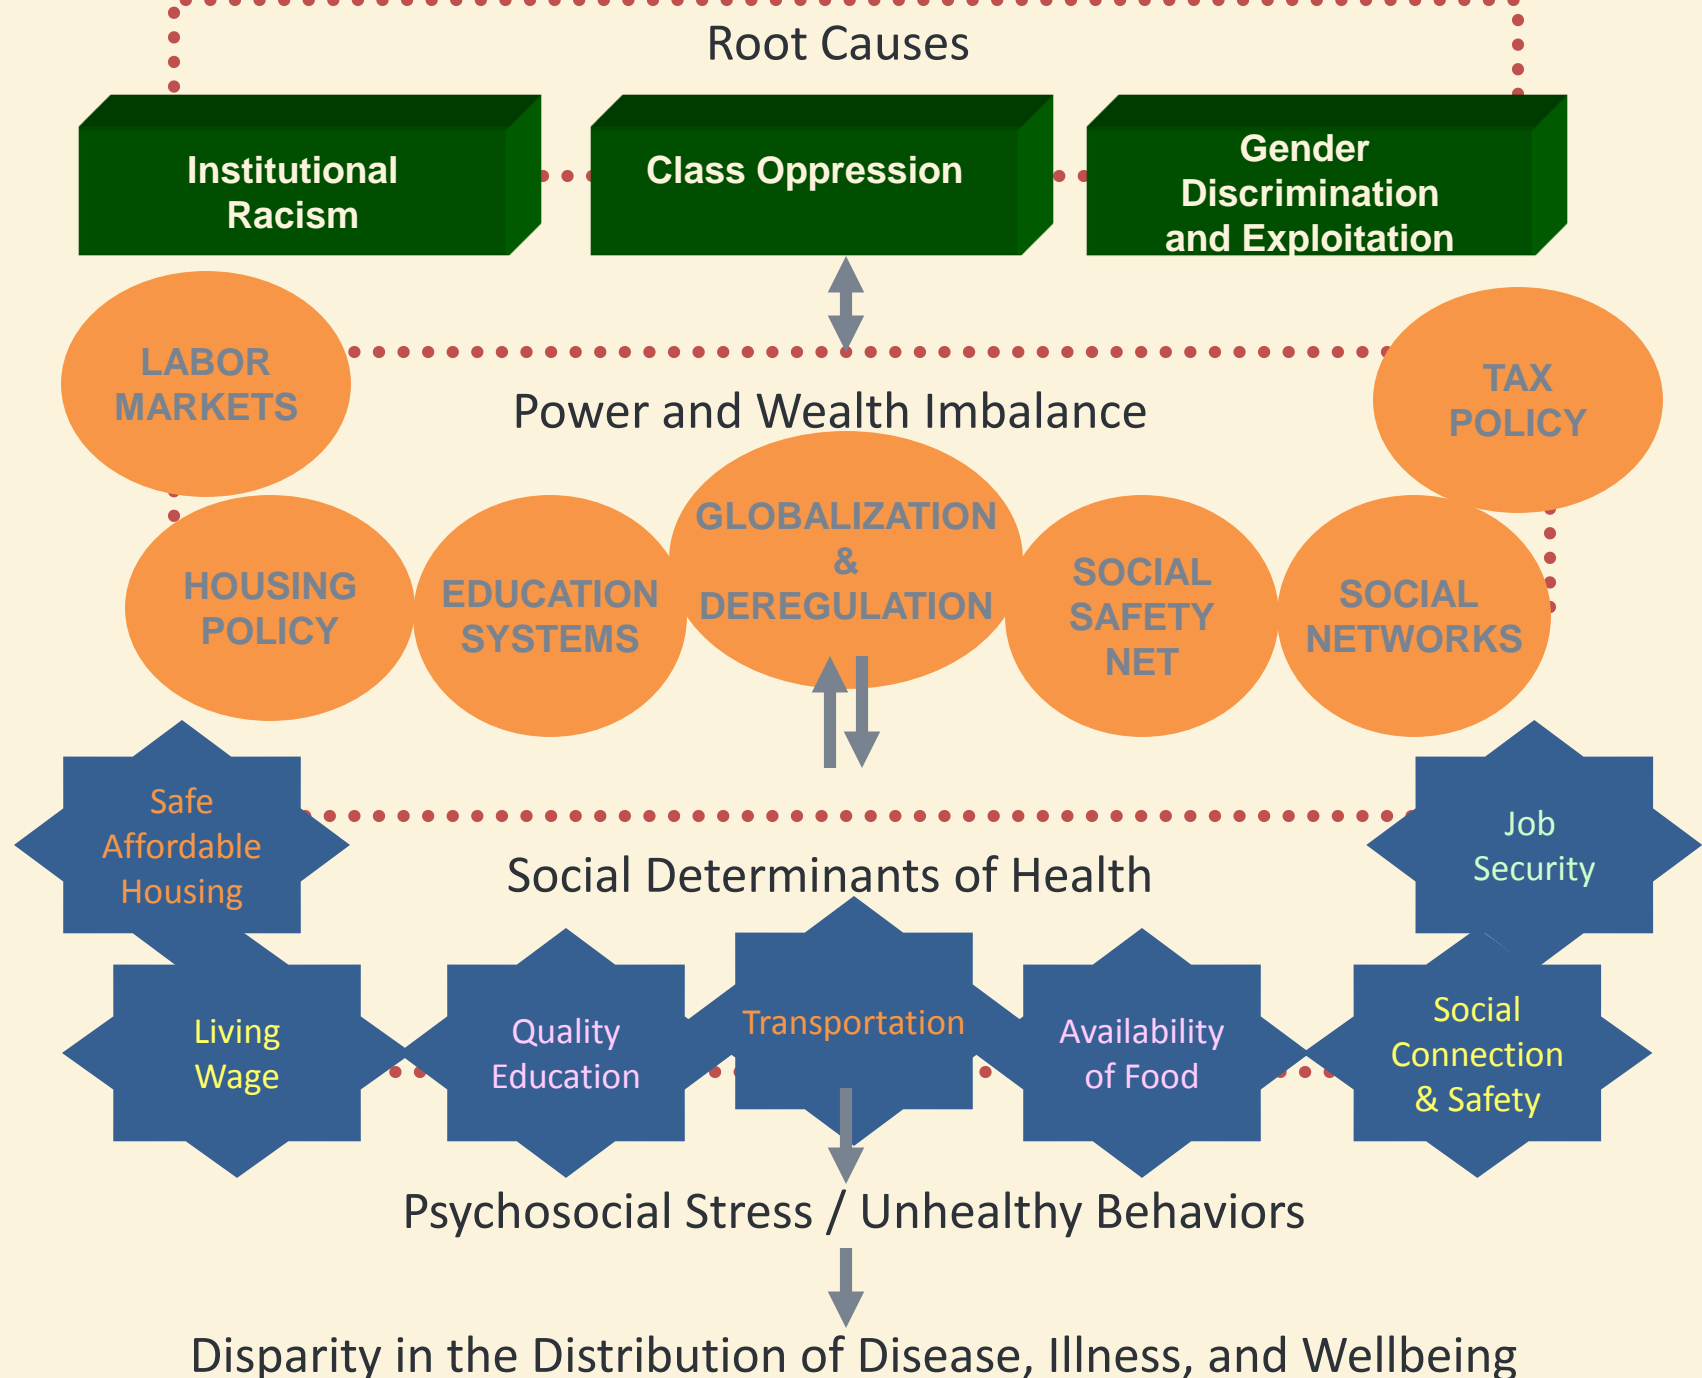 Root Causes
Institutional
Racism
Class Oppression
Gender
Discrimination
and Exploitation
LABOR
MARKETS
TAX
POLICY
Power and Wealth Imbalance
HOUSING
POLICY
EDUCATION
SYSTEMS
GLOBALIZATION
&
DEREGULATION
SOCIAL
SAFETY
NET
SOCIAL
NETWORKS
Safe
Affordable
Housing
Job
Security
Social Determinants of Health
Living
Wage
Quality
Education
Transportation
Availability
of Food
Social
Connection
& Safety
Psychosocial Stress / Unhealthy Behaviors
Disparity in the Distribution of Disease, Illness, and Wellbeing